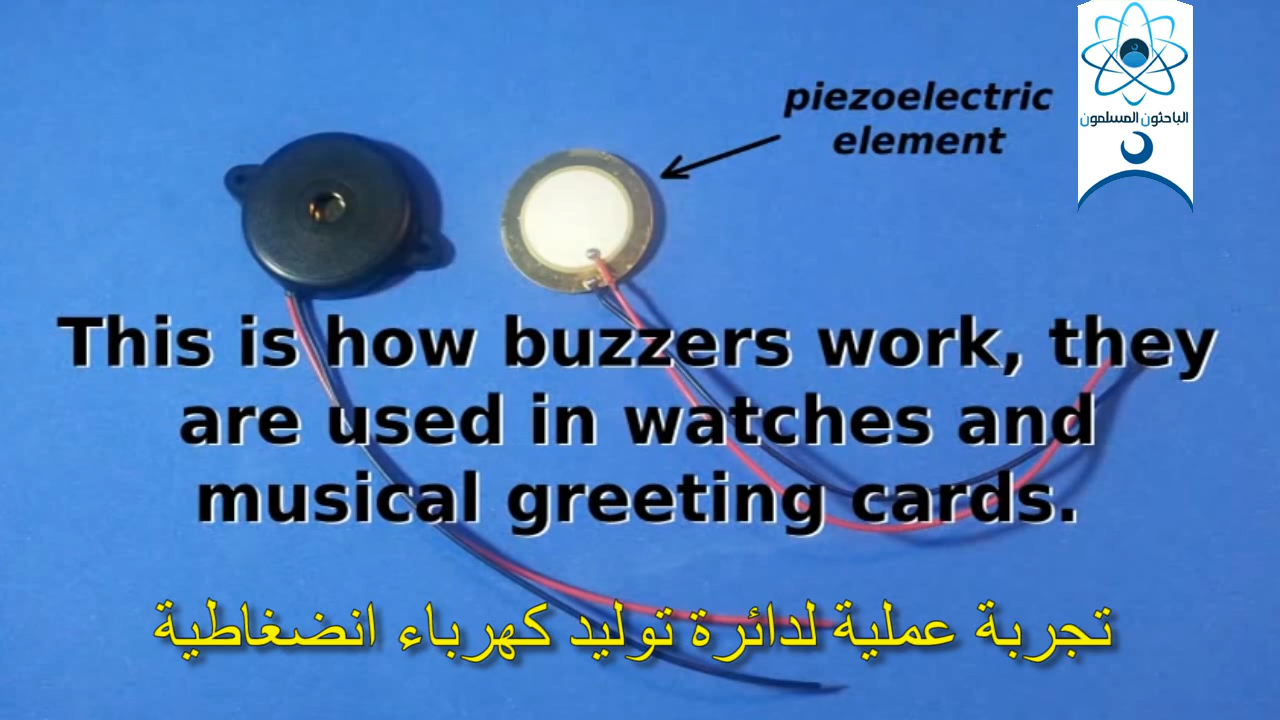 piezoelectric
element
الباحثون المسلمون
This is how buzzers work, they
are used in watches and
musical greeting cards.
تجربة عملية لدائرة توليد كهرباء انضغاطية